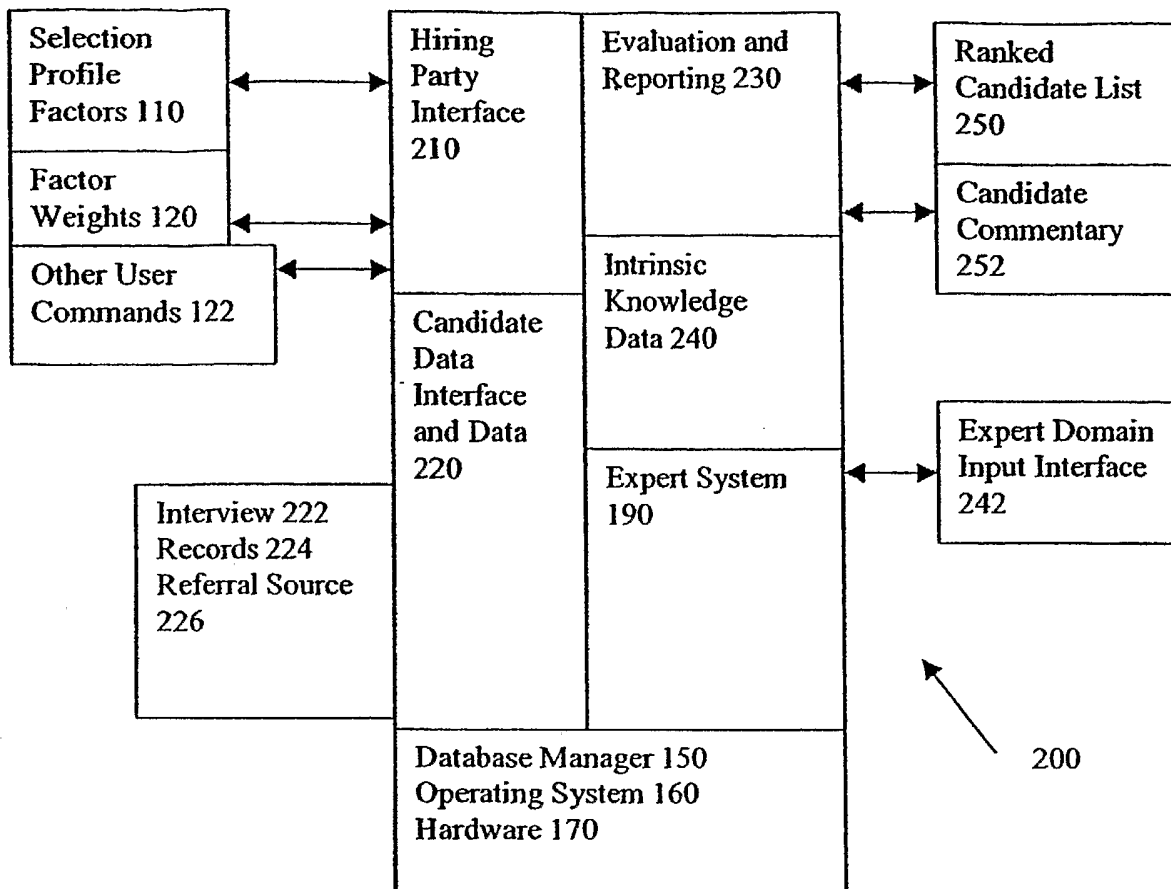 Selection
Profile
Factors 110
Factor
Weights 120
Other User
Commands 122
Hiring
Party
Interface
210
Evaluation and
Reporting 230
Ranked
Candidate List
250
Candidate
Commentary
252
Intrinsic
Knowledge
Data 240
Candidate
Data
Interface
and Data
220
Expert System
190
Expert Domain
Input Interface
242
Interview 222
Records 224
Referral Source
226
Database Manager 150
Operating System 160
Hardware 170
200